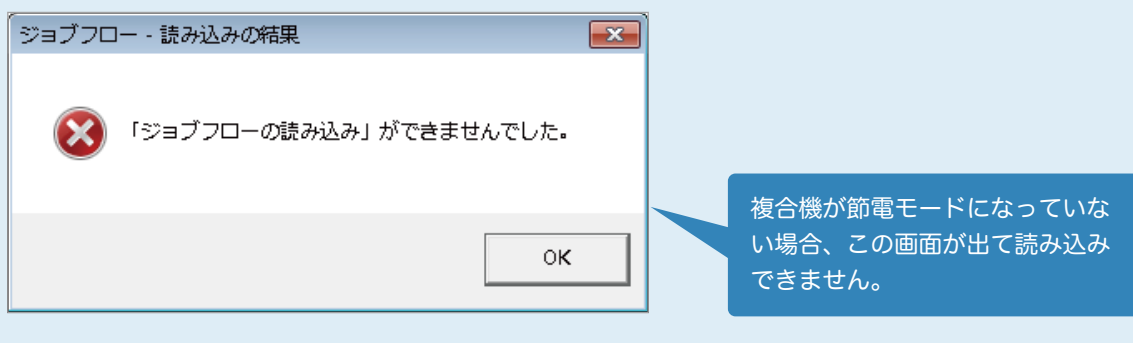 ジョブフロー - 読み込みの結果
「ジョブフローの読み込み」ができませんでした。
OK
複合機が節電モードになっていな
い場合、この画面が出て読み込み
できません。